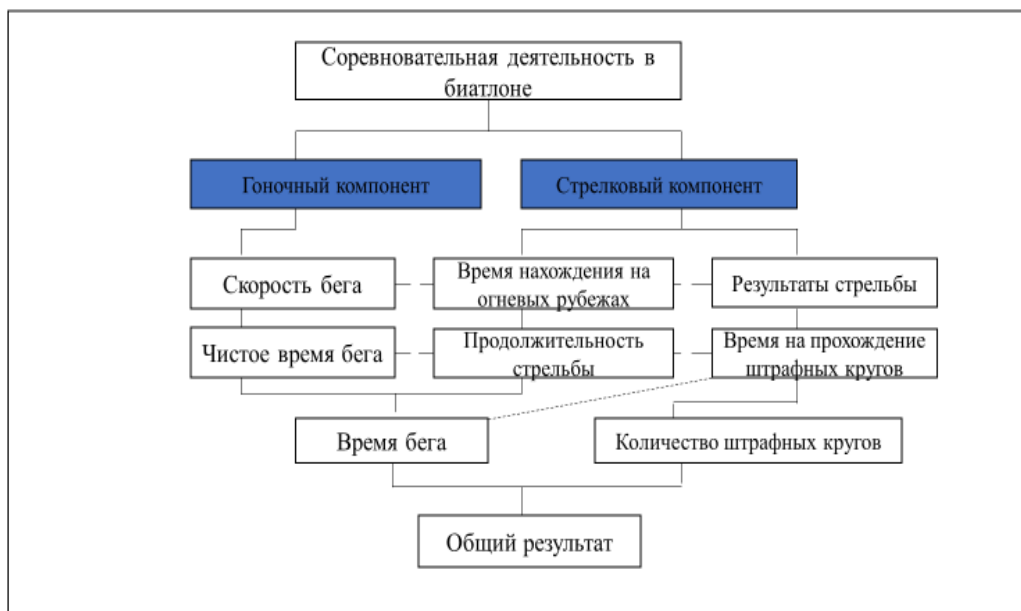 Соревновательная деятельность в
биатлоне
Гоночный компонент
Стрелковый компонент
Скорость бега
Время нахождения на
огневых рубежах
Результаты стрельбы
Чистое время бега
Продолжительность
стрельбы
Время на прохождение
штрафных кругов
Время бега
Количество штрафных кругов
Общий результат